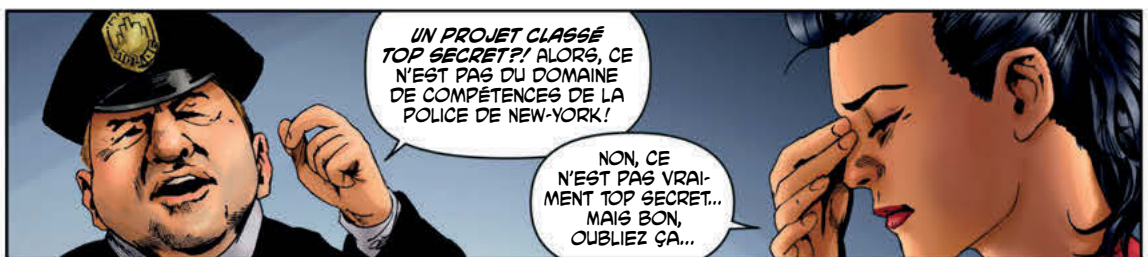 UN PROJET CLASSÉ
TOP SECRET?! ALORS, CE
N'EST PAS DU DOMAINE
DE COMPÉTENCES DE LA
POLICE DE NEW-YORK!
NON, CE
N'EST PAS VRAI-
MENT TOP SECRET...
MAIS BON,
OUBLIEZ ÇA...